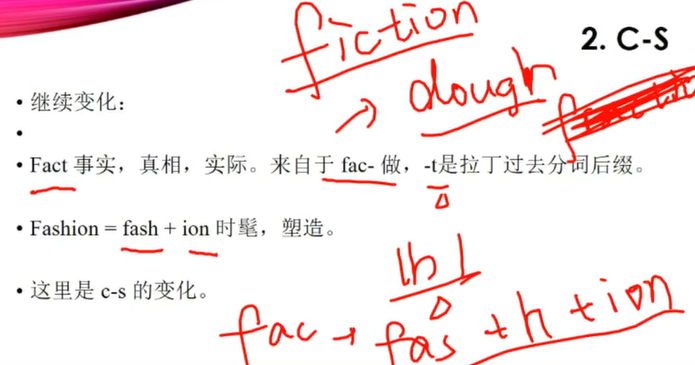 fiction
2. C-S
→ dough
• 继续变化：
•
• Fact 事实，真相，实际。来自于 fac- 做，-t是拉丁过去分词后缀。
• Fashion = fash + ion 时髦，塑造。
|h|
• 这里是 c-s 的变化。
fac → fas + h + ion